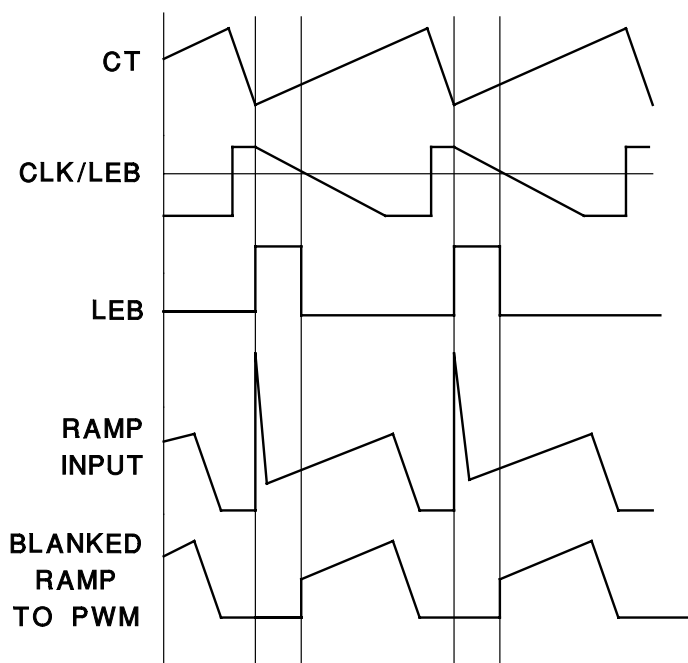 CT
CLK/LEB
LEB
RAMP
INPUT
BLANKED
RAMP
TO PWM